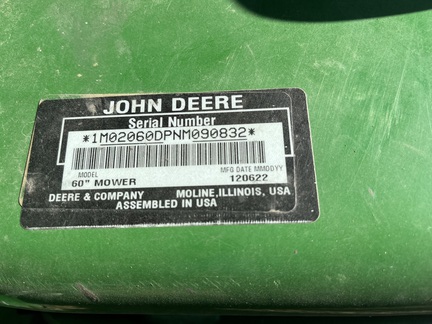 JOHN DEERE
Serial Number
*1M02060DPNM090832*
MODEL MFG DATE MMDDYY
60" MOWER 120622
DEERE & COMPANY MOLINE, ILLINOIS, USA
ASSEMBLED IN USA